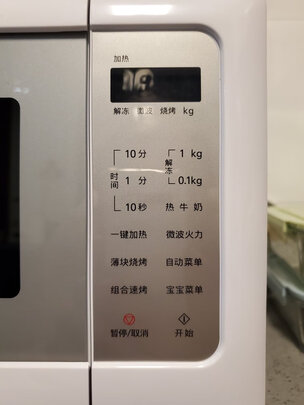 加热
解冻 微波 烧烤 kg
10分 1 kg
时间 1 分 解冻 0.1kg
10秒 热牛奶
一键加热 微波火力
薄块烧烤 自动菜单
组合速烤 宝宝菜单
暂停/取消 开始